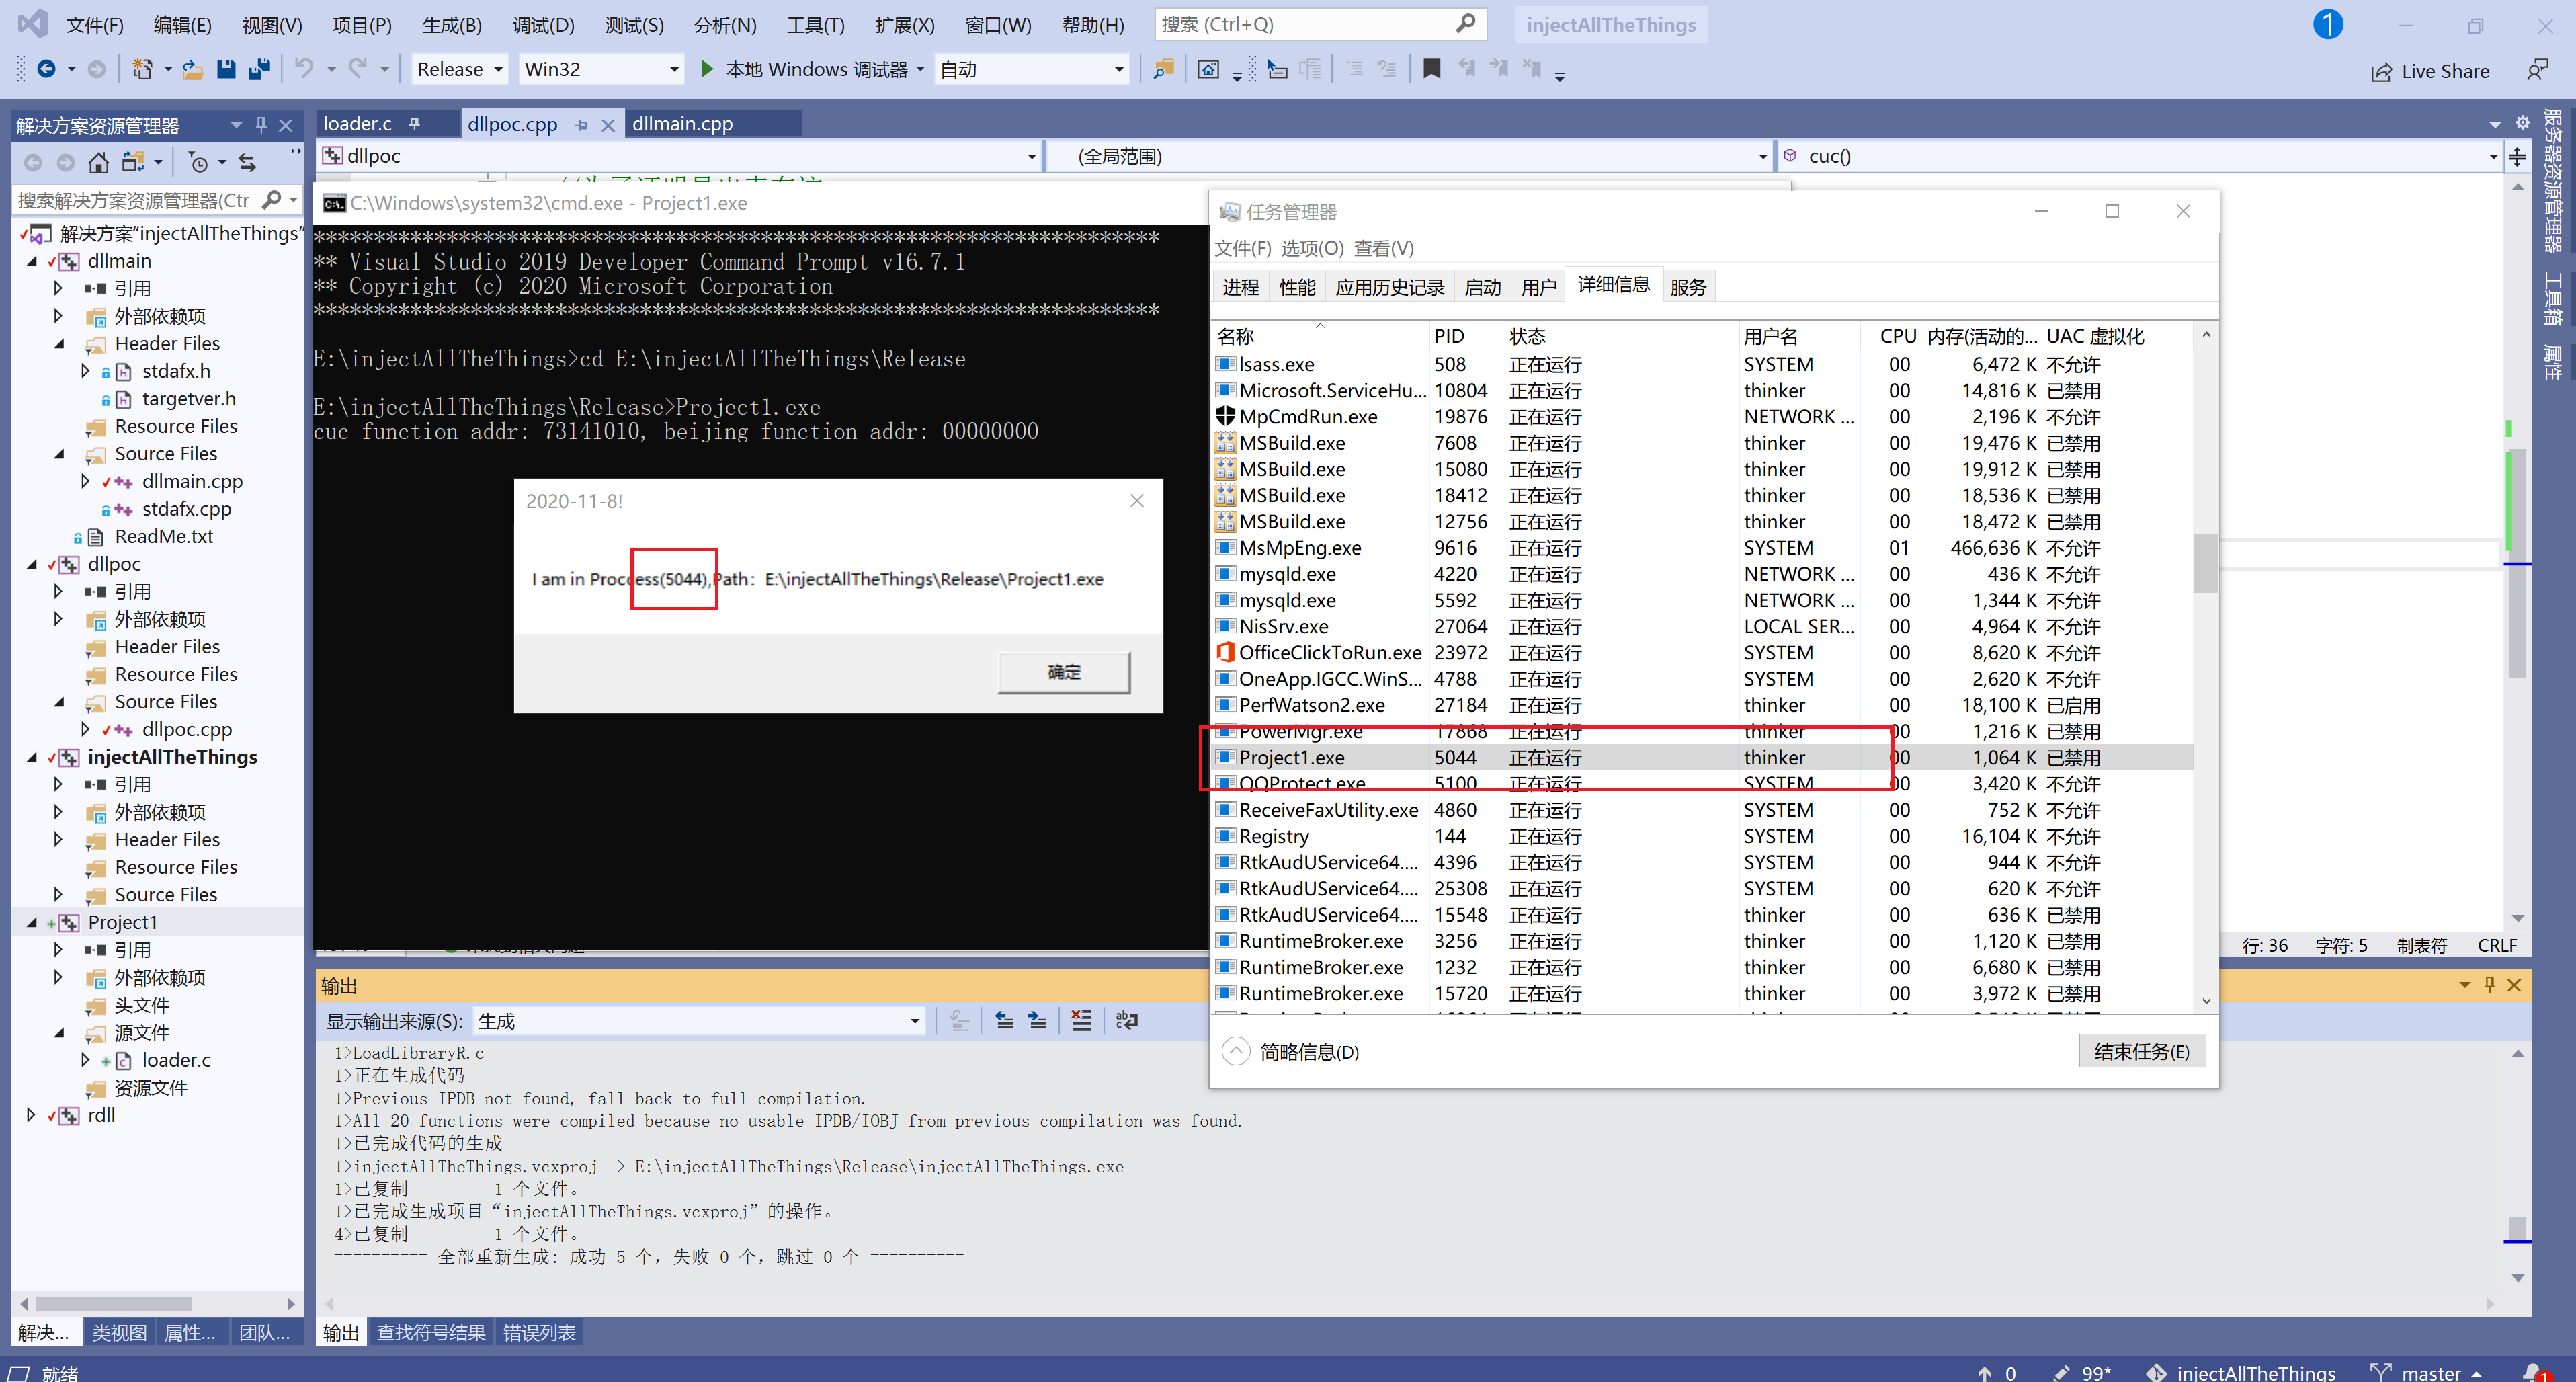 文件(F) 编辑(E) 视图(V) 项目(P) 生成(B) 调试(D) 测试(S) 分析(N) 工具(T) 扩展(X) 窗口(W) 帮助(H) 搜索 (Ctrl+Q) injectAllTheThings 1
Release Win32 本地 Windows 调试器 自动 Live Share
解决方案资源管理器
搜索解决方案资源管理器(Ctrl
解决方案"injectAllTheThings"
dllmain
引用
外部依赖项
Header Files
stdafx.h
targetver.h
Resource Files
Source Files
dllmain.cpp
stdafx.cpp
ReadMe.txt
dllpoc
引用
外部依赖项
Header Files
Resource Files
Source Files
dllpoc.cpp
injectAllTheThings
引用
外部依赖项
Header Files
Resource Files
Source Files
Project1
引用
外部依赖项
头文件
源文件
loader.c
资源文件
rdll
解决... 类视图 属性... 团队...
loader.c dllpoc.cpp dllmain.cpp
dllpoc (全局范围) cuc()
C:\Windows\system32\cmd.exe - Project1.exe
**********************************************************************
** Visual Studio 2019 Developer Command Prompt v16.7.1
** Copyright (c) 2020 Microsoft Corporation
**********************************************************************
E:\injectAllTheThings>cd E:\injectAllTheThings\Release
E:\injectAllTheThings\Release>Project1.exe
cuc function addr: 73141010, beijing function addr: 00000000
2020-11-8!
I am in Proccess(5044),Path: E:\injectAllTheThings\Release\Project1.exe
确定
任务管理器
文件(F) 选项(O) 查看(V)
进程 性能 应用历史记录 启动 用户 详细信息 服务
名称 PID 状态 用户名 CPU 内存(活动的... UAC 虚拟化
lsass.exe 508 正在运行 SYSTEM 00 6,472 K 不允许
Microsoft.ServiceHu... 10804 正在运行 thinker 00 14,816 K 已禁用
MpCmdRun.exe 19876 正在运行 NETWORK ... 00 2,196 K 不允许
MSBuild.exe 7608 正在运行 thinker 00 19,476 K 已禁用
MSBuild.exe 15080 正在运行 thinker 00 19,912 K 已禁用
MSBuild.exe 18412 正在运行 thinker 00 18,536 K 已禁用
MSBuild.exe 12756 正在运行 thinker 00 18,472 K 已禁用
MsMpEng.exe 9616 正在运行 SYSTEM 01 466,636 K 不允许
mysqld.exe 4220 正在运行 NETWORK ... 00 436 K 不允许
mysqld.exe 5592 正在运行 NETWORK ... 00 1,344 K 不允许
NisSrv.exe 27064 正在运行 LOCAL SER... 00 4,964 K 不允许
OfficeClickToRun.exe 23972 正在运行 SYSTEM 00 8,620 K 不允许
OneApp.IGCC.WinS... 4788 正在运行 SYSTEM 00 2,620 K 不允许
PerfWatson2.exe 27184 正在运行 thinker 00 18,100 K 已启用
PowerMgr.exe 17868 正在运行 thinker 00 1,216 K 已禁用
Project1.exe 5044 正在运行 thinker 00 1,064 K 已禁用
QQProtect.exe 5100 正在运行 SYSTEM 00 3,420 K 不允许
ReceiveFaxUtility.exe 4860 正在运行 SYSTEM 00 752 K 不允许
Registry 144 正在运行 SYSTEM 00 16,104 K 不允许
RtkAudUService64.... 4396 正在运行 SYSTEM 00 944 K 不允许
RtkAudUService64.... 25308 正在运行 SYSTEM 00 620 K 不允许
RtkAudUService64.... 15548 正在运行 thinker 00 636 K 已禁用
RuntimeBroker.exe 3256 正在运行 thinker 00 1,120 K 已禁用
RuntimeBroker.exe 1232 正在运行 thinker 00 6,680 K 已禁用
RuntimeBroker.exe 15720 正在运行 thinker 00 3,972 K 已禁用
简略信息(D) 结束任务(E)
行: 36 字符: 5 制表符 CRLF
服务器资源管理器
工具箱
属性
输出
显示输出来源(S): 生成
1>LoadLibraryR.c
1>正在生成代码
1>Previous IPDB not found, fall back to full compilation.
1>All 20 functions were compiled because no usable IPDB/IOBJ from previous compilation was found.
1>已完成代码的生成
1>injectAllTheThings.vcxproj -> E:\injectAllTheThings\Release\injectAllTheThings.exe
1>已复制 1 个文件。
1>已完成生成项目“injectAllTheThings.vcxproj”的操作。
4>已复制 1 个文件。
========== 全部重新生成: 成功 5 个，失败 0 个，跳过 0 个 ==========
输出 查找符号结果 错误列表
就绪 0 99* injectAllTheThings master 1